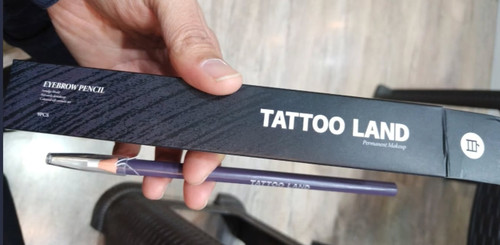 EYEBROW PENCIL
TATTOO LAND
Permanent Makeup
TATTOO LAND